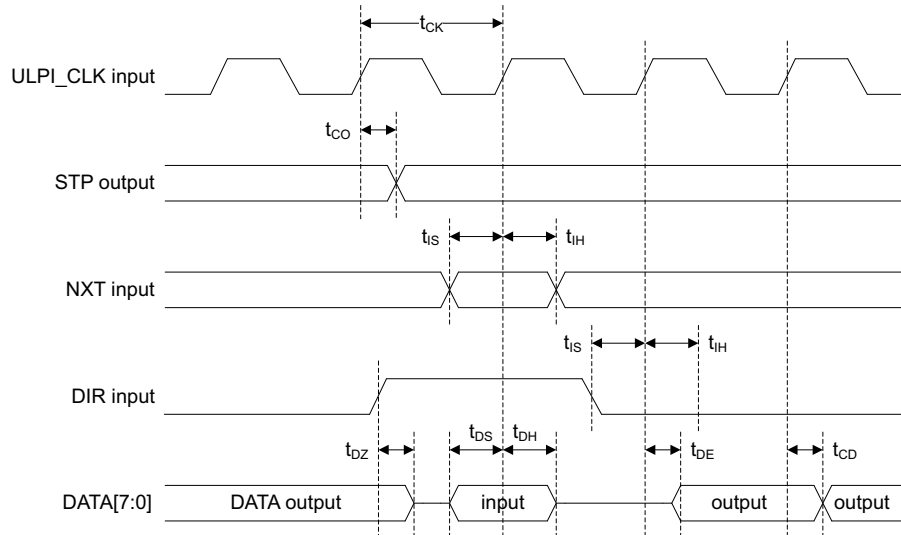 tCK
ULPI_CLK input
tCO
STP output
tIS
tIH
NXT input
tIS
tIH
DIR input
tDZ
tDS
tDH
tDE
tCD
DATA[7:0]
DATA output
input
output
output